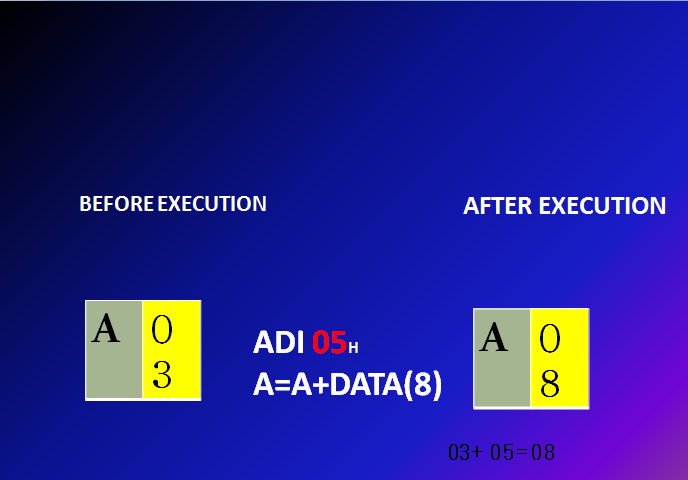 BEFORE EXECUTION
AFTER EXECUTION
A 0
3
ADI 05H
A=A+DATA(8)
A 0
8
03+ 05=08